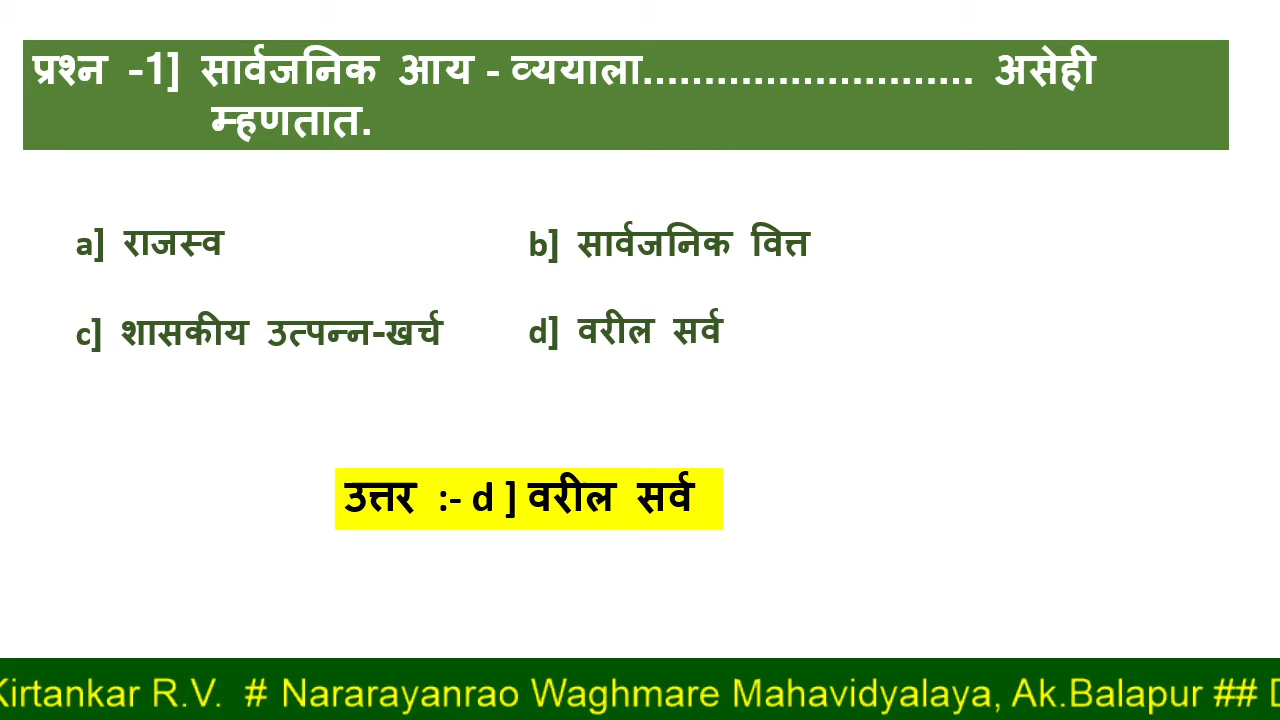 प्रश्न -1] सार्वजनिक आय - व्ययाला........................... असेही
म्हणतात.
a] राजस्व b] सार्वजनिक वित्त
c] शासकीय उत्पन्न-खर्च d] वरील सर्व
उत्तर :- d ] वरील सर्व
Kirtankar R.V. # Nararayanrao Waghmare Mahavidyalaya, Ak.Balapur ## D